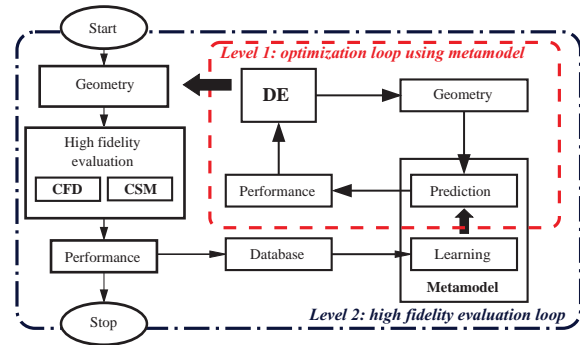 Start
Level 1: optimization loop using metamodel
Geometry
DE
Geometry
High fidelity
evaluation
CFD
CSM
Performance
Prediction
Performance
Database
Learning
Metamodel
Stop
Level 2: high fidelity evaluation loop